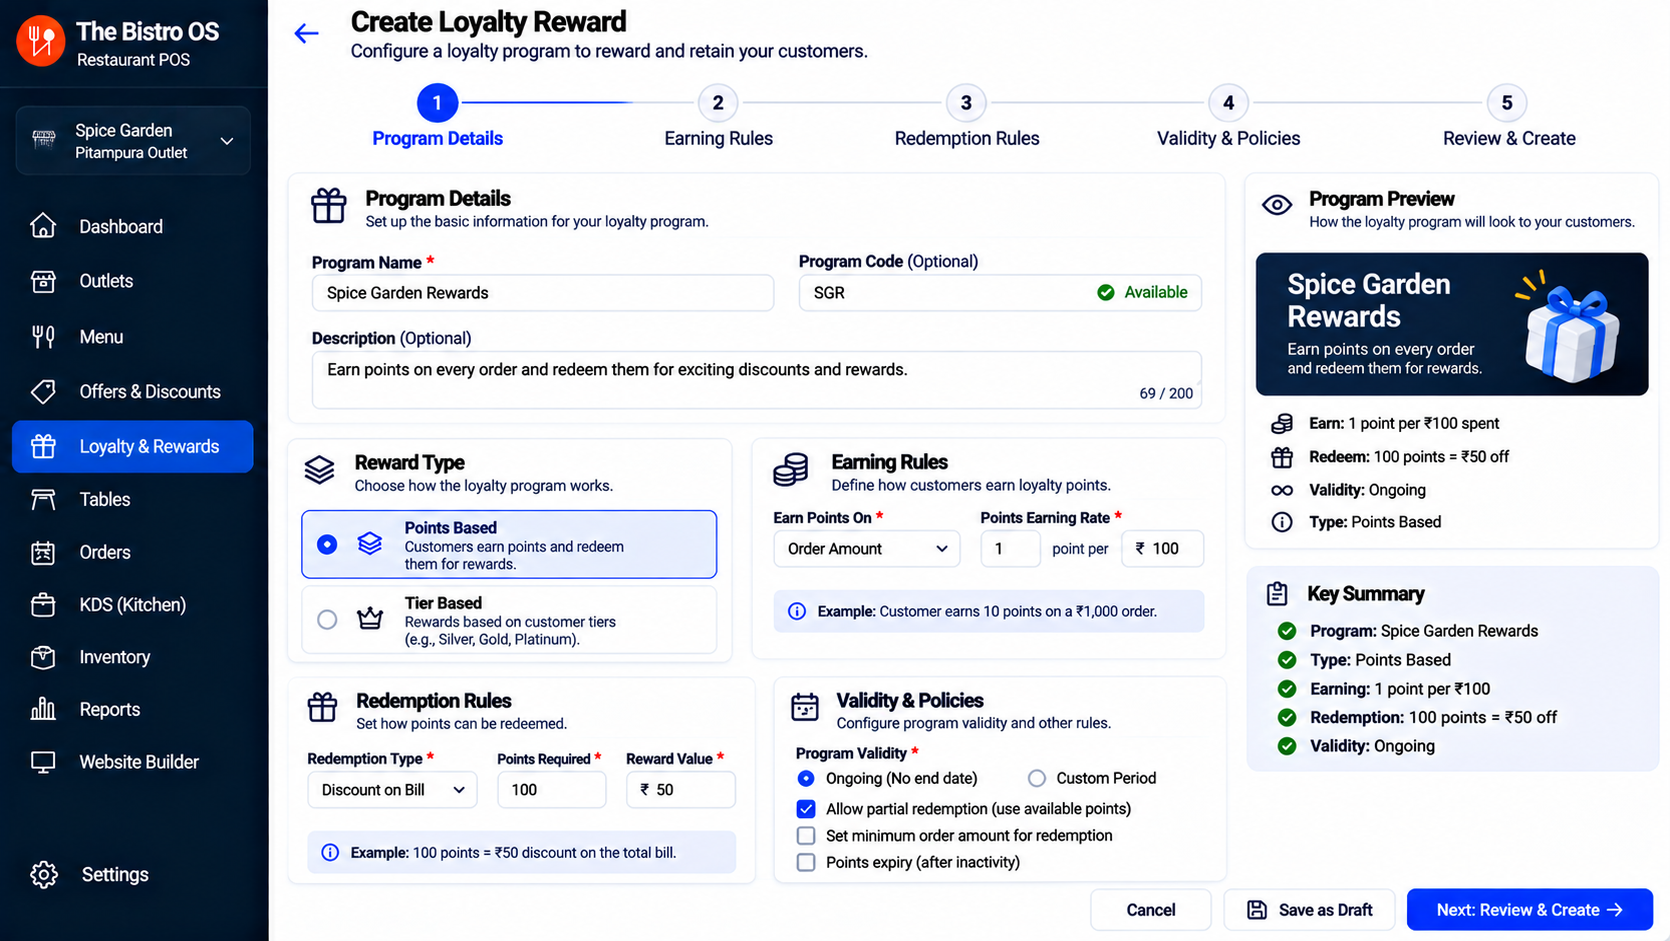 The Bistro OS
Restaurant POS
Spice Garden
Pitampura Outlet
Dashboard
Outlets
Menu
Offers & Discounts
Loyalty & Rewards
Tables
Orders
KDS (Kitchen)
Inventory
Reports
Website Builder
Settings
Create Loyalty Reward
Configure a loyalty program to reward and retain your customers.
1
2
3
4
5
Program Details
Earning Rules
Redemption Rules
Validity & Policies
Review & Create
Program Details
Set up the basic information for your loyalty program.
Program Name *
Program Code (Optional)
Spice Garden Rewards
SGR
Available
Description (Optional)
Earn points on every order and redeem them for exciting discounts and rewards.
69 / 200
Reward Type
Choose how the loyalty program works.
Points Based
Customers earn points and redeem
them for rewards.
Tier Based
Rewards based on customer tiers
(e.g., Silver, Gold, Platinum).
Earning Rules
Define how customers earn loyalty points.
Earn Points On *
Points Earning Rate *
Order Amount
1
point per
₹ 100
Example: Customer earns 10 points on a ₹1,000 order.
Redemption Rules
Set how points can be redeemed.
Redemption Type *
Points Required *
Reward Value *
Discount on Bill
100
₹ 50
Example: 100 points = ₹50 discount on the total bill.
Validity & Policies
Configure program validity and other rules.
Program Validity *
Ongoing (No end date)
Custom Period
Allow partial redemption (use available points)
Set minimum order amount for redemption
Points expiry (after inactivity)
Program Preview
How the loyalty program will look to your customers.
Spice Garden
Rewards
Earn points on every order
and redeem them for rewards.
Earn: 1 point per ₹100 spent
Redeem: 100 points = ₹50 off
Validity: Ongoing
Type: Points Based
Key Summary
Program: Spice Garden Rewards
Type: Points Based
Earning: 1 point per ₹100
Redemption: 100 points = ₹50 off
Validity: Ongoing
Cancel
Save as Draft
Next: Review & Create →